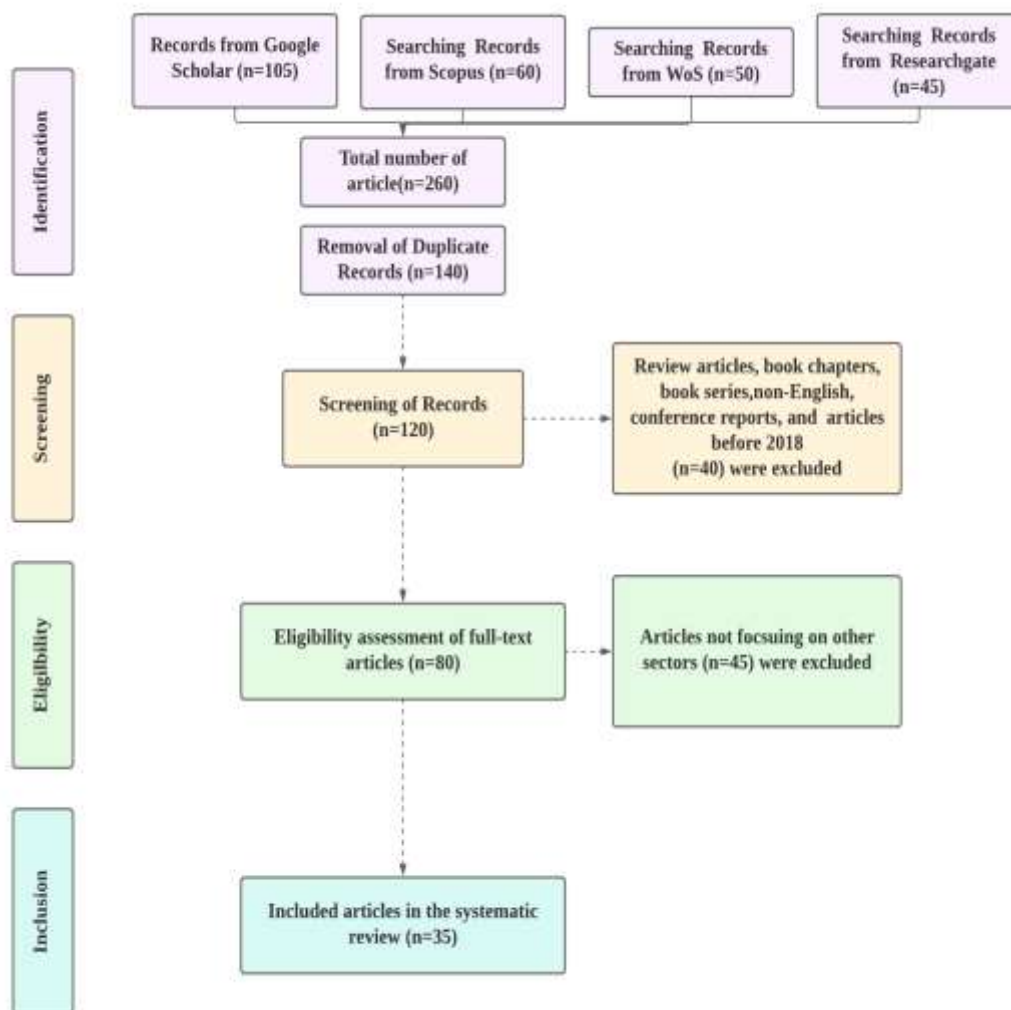 Records from Google
Scholar (n=105)
Searching Records
from Scopus (n=60)
Searching Records
from WoS (n=50)
Searching Records
from Researchgate
(n=45)
Identification
Total number of
article(n=260)
Removal of Duplicate
Records (n=140)
Screening
Screening of Records
(n=120)
Review articles, book chapters,
book series,non-English,
conference reports, and articles
before 2018
(n=40) were excluded
Eligilbility
Eligibility assessment of full-text
articles (n=80)
Articles not focsuing on other
sectors (n=45) were excluded
Inclusion
Included articles in the systematic
review (n=35)